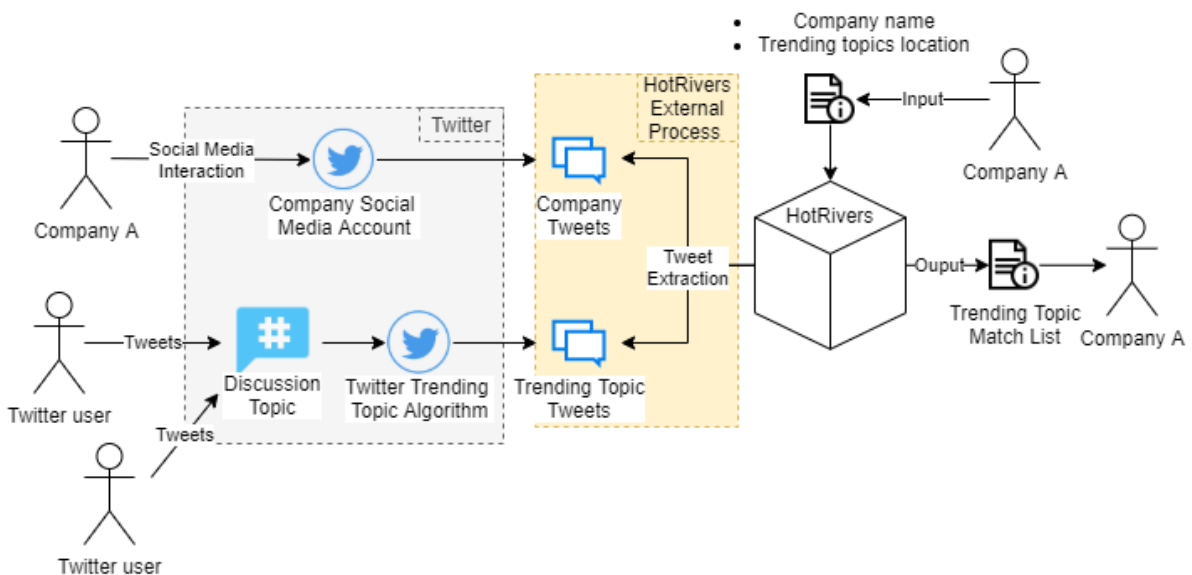 • Company name
• Trending topics location
HotRivers
External
Process
Twitter
Input
Social Media
Interaction
Company A
Company A
Company Social
Media Account
Company
Tweets
HotRivers
Tweet
Extraction
Ouput
Trending Topic
Match List
Company A
Tweets
Discussion
Topic
Twitter Trending
Topic Algorithm
Trending Topic
Tweets
Twitter user
Tweets
Twitter user
#